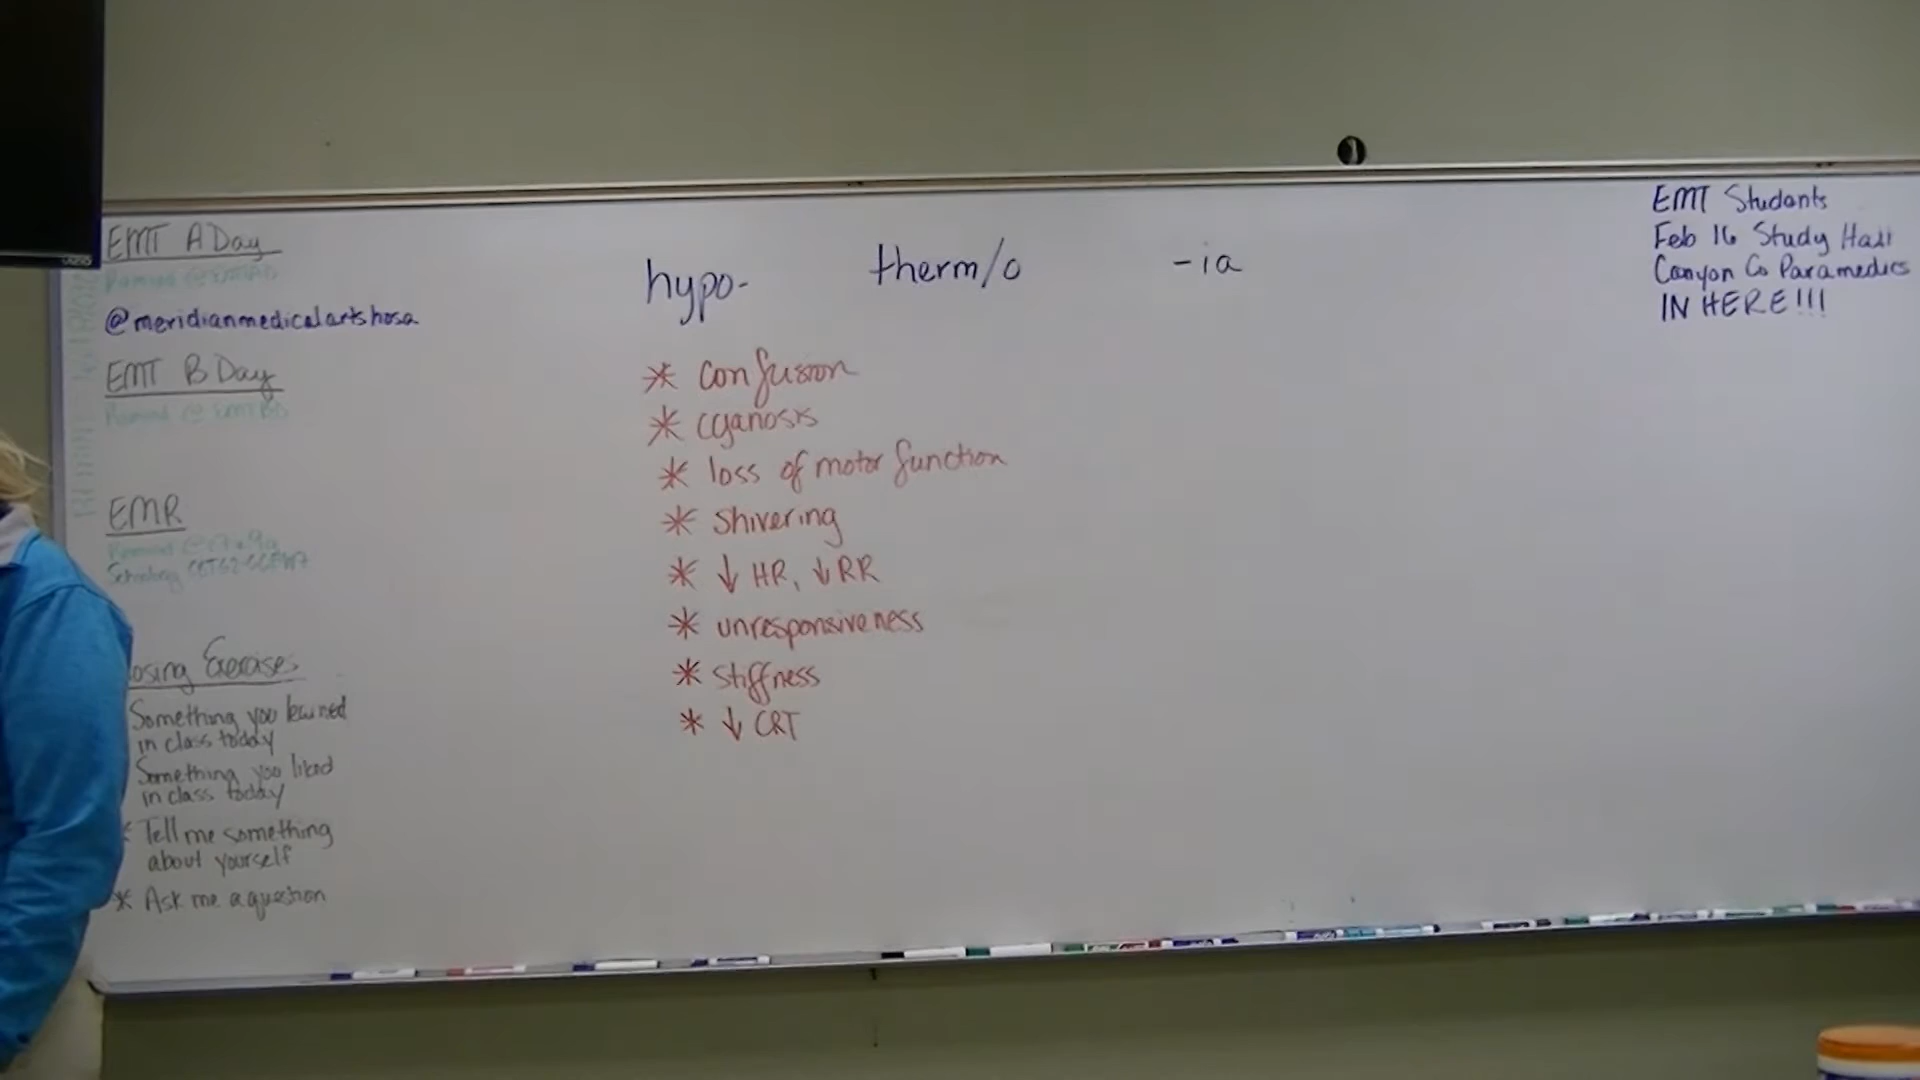 EMT A Day
@meridianmedicalartshosa
EMT B Day
EMR
Closing Exercises
Something you learned
in class today
Something you liked
in class today
* Tell me something
about yourself
* Ask me a question
hypo- therm/o -ia
* confusion
* cyanosis
* loss of motor function
* shivering
* ↓ HR, ↓ RR
* unresponsiveness
* stiffness
* ↓ CRT
EMT Students
Feb 16 Study Hall
Canyon Co Paramedics
IN HERE!!!